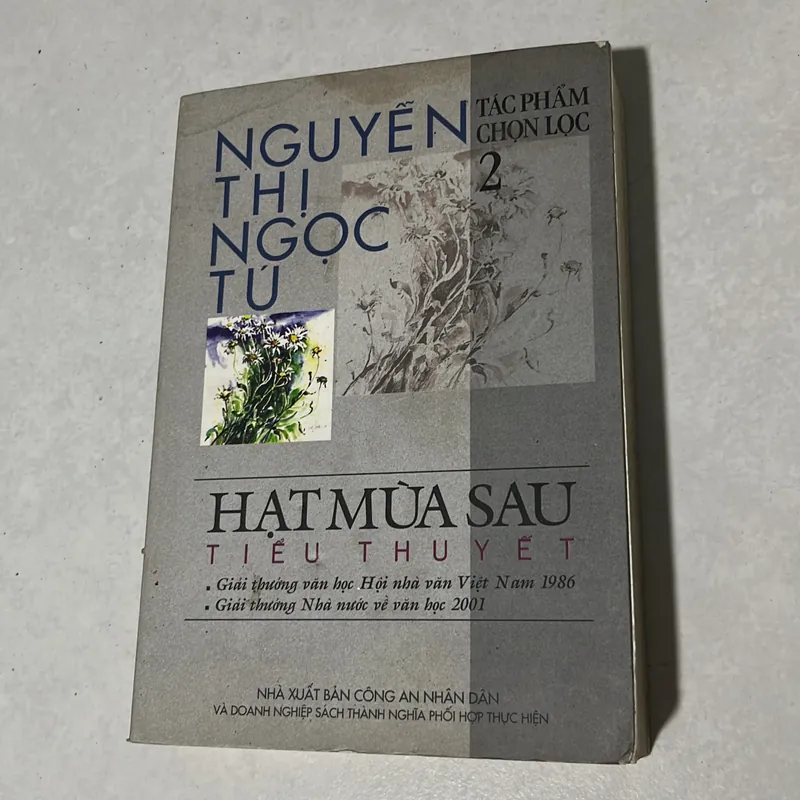 NGUYỄN
THỊ
NGỌC
TÚ
TÁC PHẨM
CHỌN LỌC
2
HẠT MÙA SAU
TIỂU THUYẾT
Giải thưởng văn học Hội nhà văn Việt Nam 1986
Giải thưởng Nhà nước về văn học 2001
NHÀ XUẤT BẢN CÔNG AN NHÂN DÂN
VÀ DOANH NGHIỆP SÁCH THÀNH NGHĨA PHỐI HỢP THỰC HIỆN